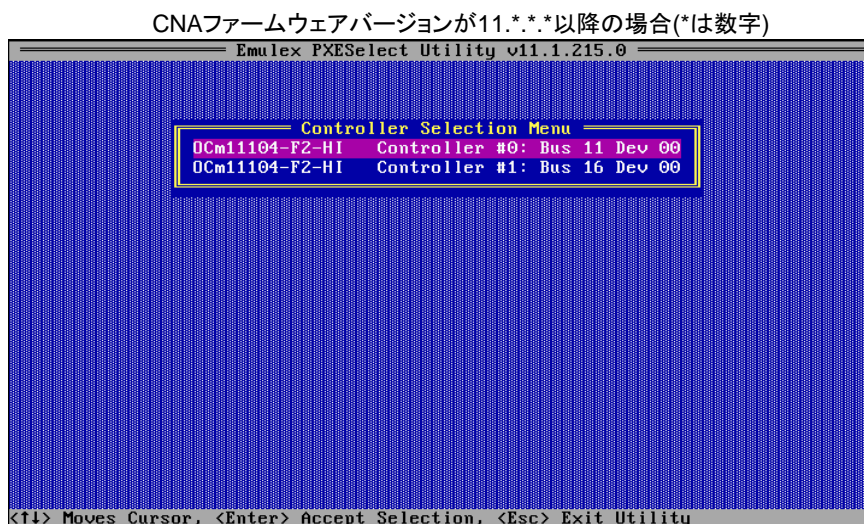 CNAファームウェアバージョンが11.*.*.*以降の場合(*は数字)
Emulex PXESelect Utility v11.1.215.0
Controller Selection Menu
OCm11104-F2-HI Controller #0: Bus 11 Dev 00
OCm11104-F2-HI Controller #1: Bus 16 Dev 00
<↑↓> Moves Cursor, <Enter> Accept Selection, <Esc> Exit Utility